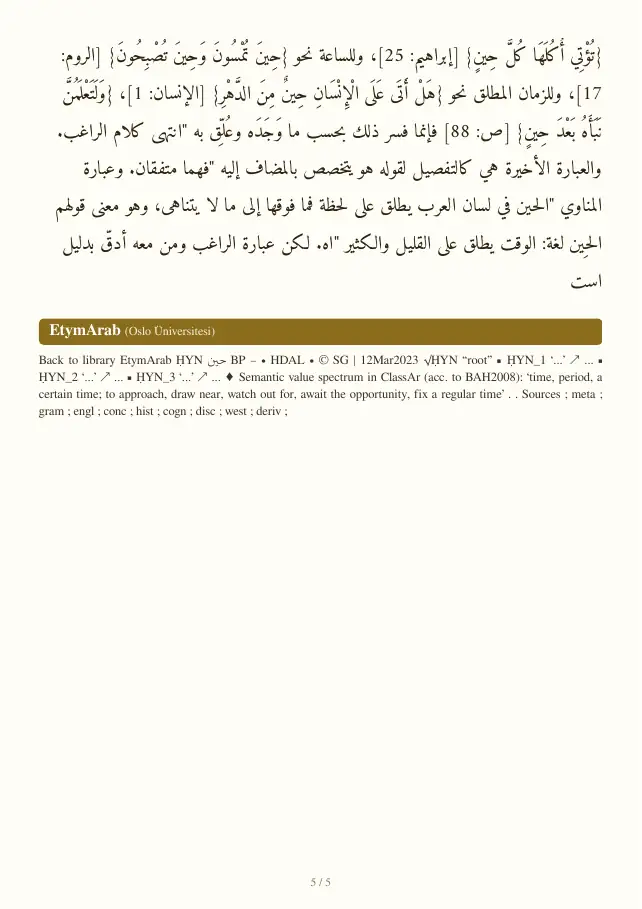 {تُؤْتِي أُكُلَهَا كُلَّ حِينٍ} [إبراهيم: 25]، وللساعة نحو {حِينَ تُمْسُونَ وَحِينَ تُصْبِحُونَ} [الروم:
17]، وللزمان المطلق نحو {هَلْ أَتَى عَلَى الْإِنْسَانِ حِينٌ مِنَ الدَّهْرِ} [الإنسان: 1]، {وَلَتَعْلَمُنَّ
نَبَأَهُ بَعْدَ حِينٍ} [ص: 88] فإنما فسر ذلك بحسب ما وَجَدَه وعُلِّق به "انتهى كلام الراغب.
والعبارة الأخيرة هي كالتفصيل لقوله هو يتخصص بالمضاف إليه "فهما متفقان. وعبارة
المناوي "الحين في لسان العرب يطلق على لحظة فما فوقها إلى ما لا يتناهى، وهو معنى قولهم
الحِين لغة: الوقت يطلق على القليل والكثير "اه. لكن عبارة الراغب ومن معه أدقّ بدليل
است
EtymArab (Oslo Üniversitesi)
Back to library EtymArab ḤYN حين BP – • HDAL • © SG | 12Mar2023 √ḤYN “root” ▪ ḤYN_1 ‘...’ ↗ ... ▪
ḤYN_2 ‘...’ ↗ ... ▪ ḤYN_3 ‘...’ ↗ ... ♦ Semantic value spectrum in ClassAr (acc. to BAH2008): ‘time, period, a
certain time; to approach, draw near, watch out for, await the opportunity, fix a regular time’ . . Sources ; meta ;
gram ; engl ; conc ; hist ; cogn ; disc ; west ; deriv ;
5 / 5